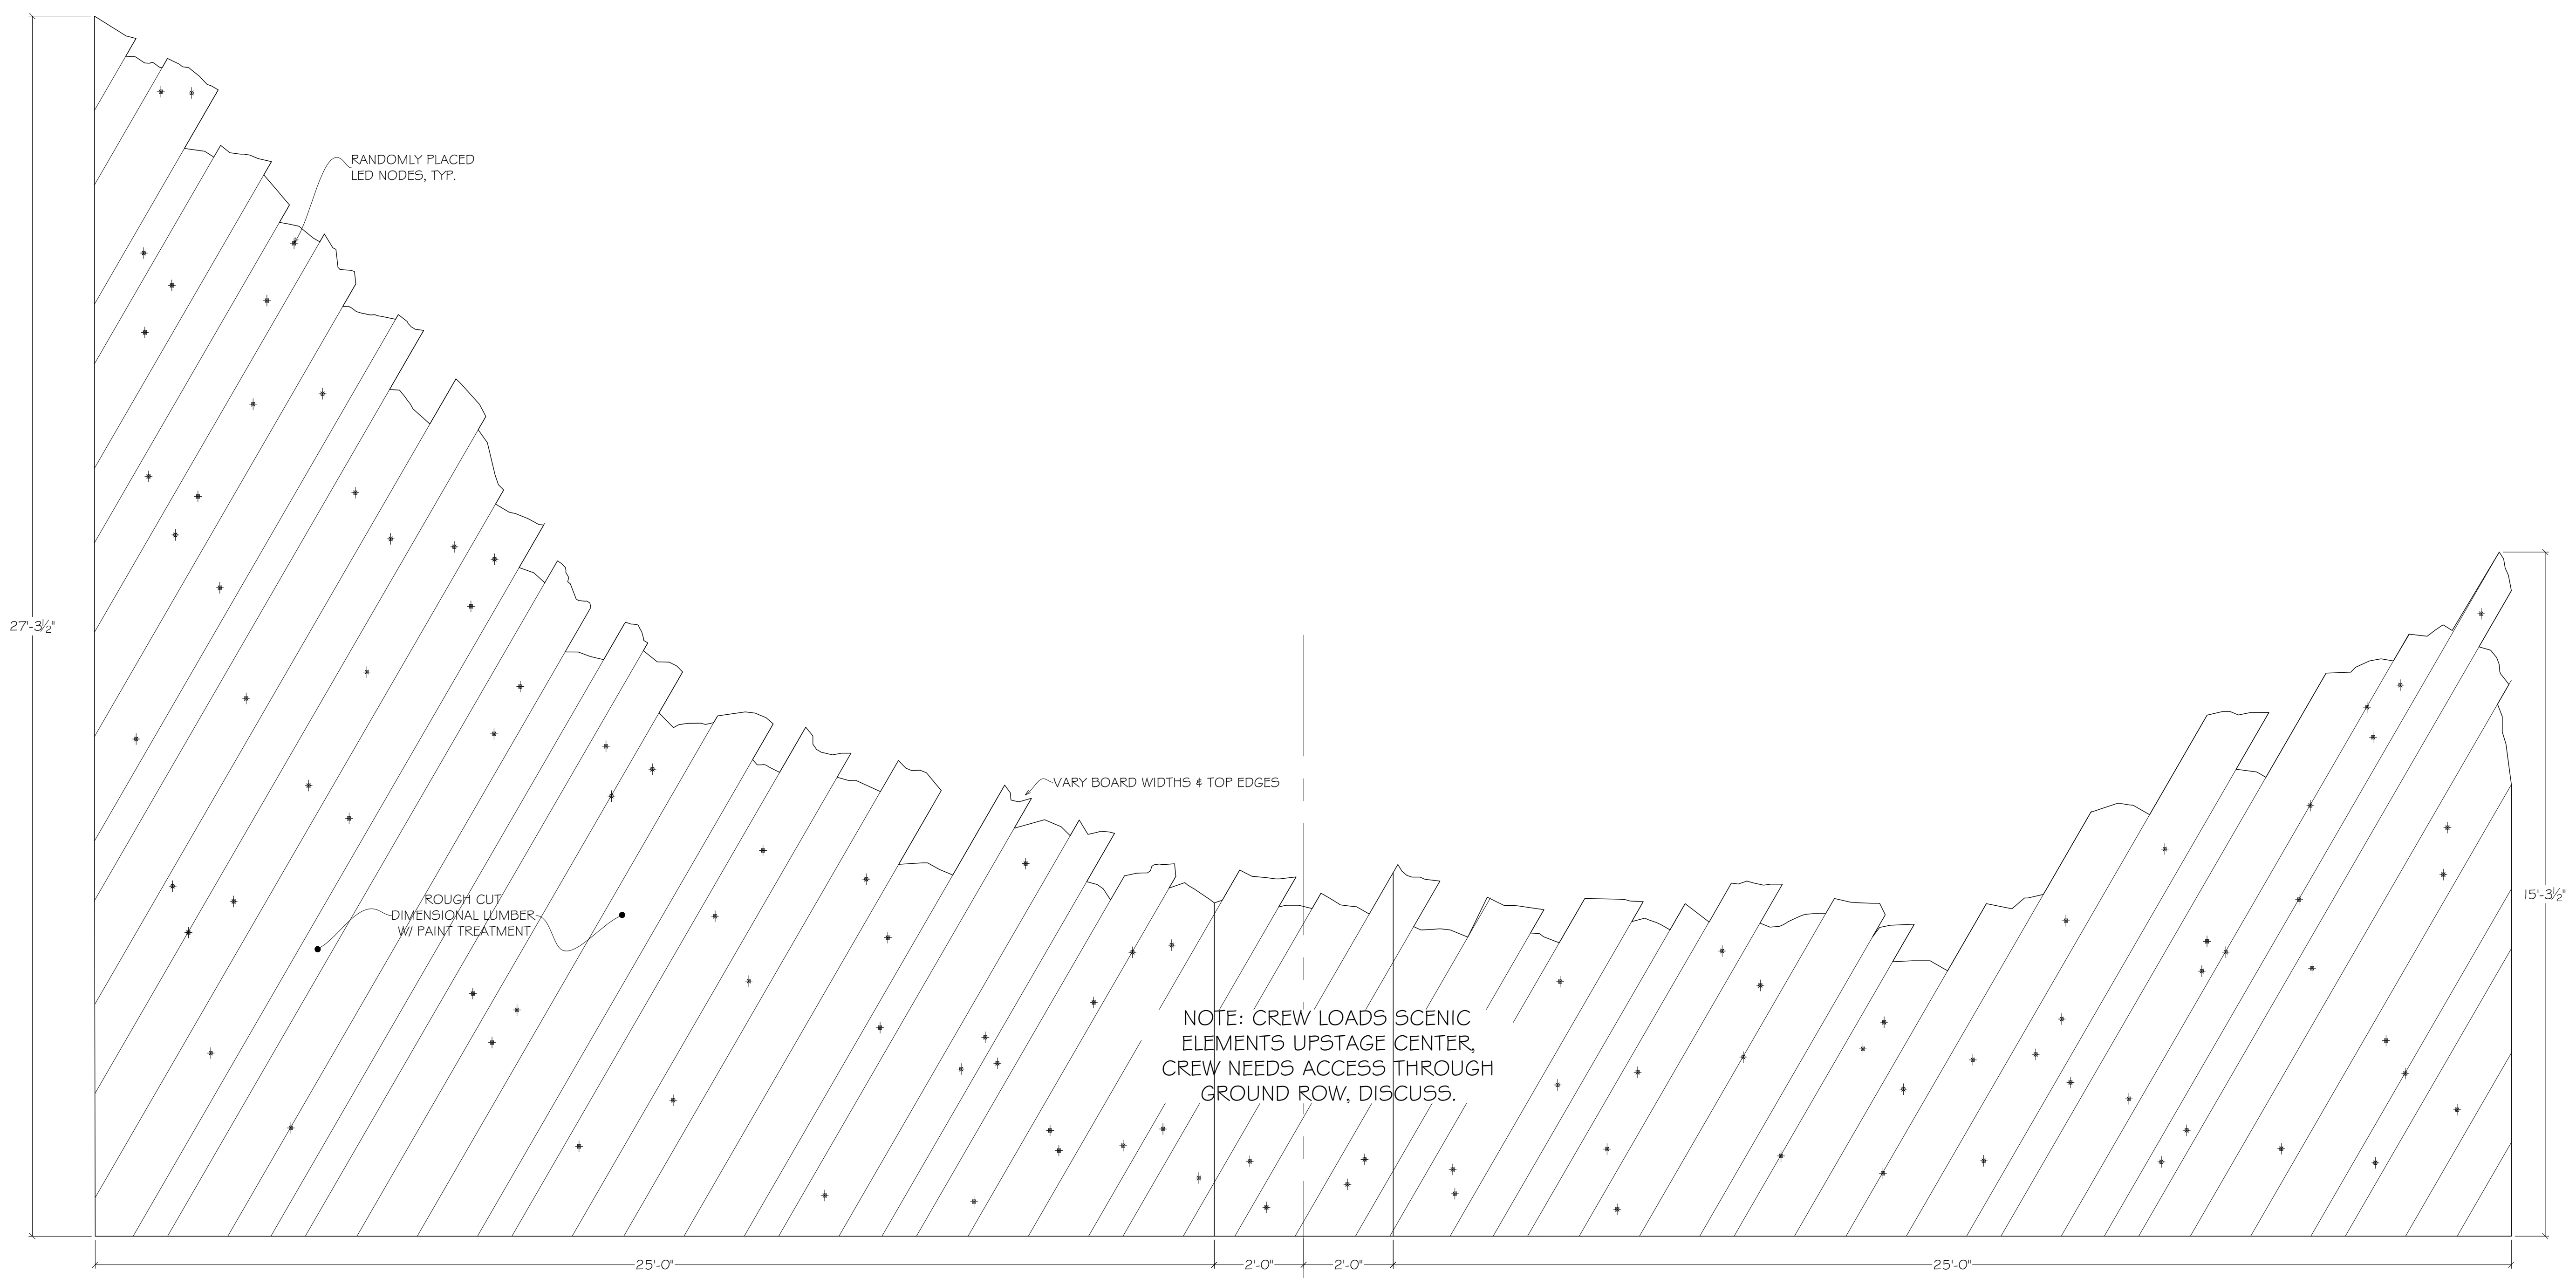 RANDOMLY PLACED
LED NODES, TYP.
27'-3½"
VARY BOARD WIDTHS & TOP EDGES
ROUGH CUT
DIMENSIONAL LUMBER
W/ PAINT TREATMENT
15'-3½"
NOTE: CREW LOADS SCENIC
ELEMENTS UPSTAGE CENTER,
CREW NEEDS ACCESS THROUGH
GROUND ROW, DISCUSS.
25'-0" 2'-0" 2'-0" 25'-0"